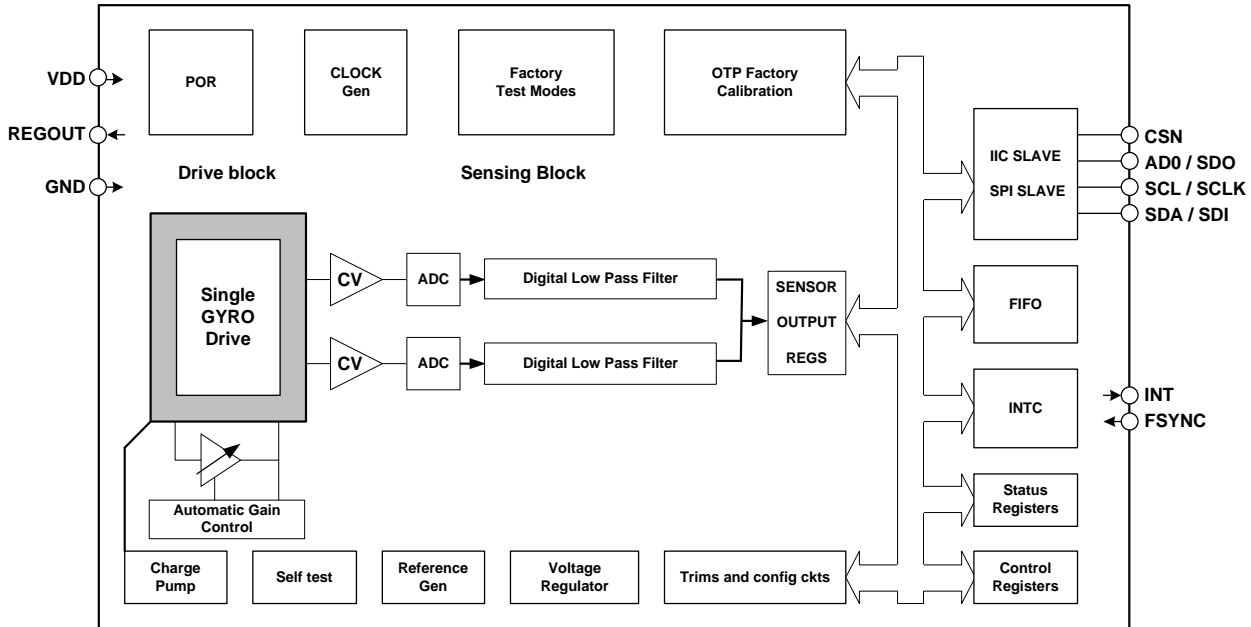 VDD
REGOUT
GND
POR
CLOCK
Gen
Factory
Test Modes
OTP Factory
Calibration
Drive block
Sensing Block
IIC SLAVE
SPI SLAVE
CSN
AD0 / SDO
SCL / SCLK
SDA / SDI
Single
GYRO
Drive
CV
ADC
Digital Low Pass Filter
CV
ADC
Digital Low Pass Filter
SENSOR
OUTPUT
REGS
FIFO
INTC
INT
FSYNC
Automatic Gain
Control
Status
Registers
Charge
Pump
Self test
Reference
Gen
Voltage
Regulator
Trims and config ckts
Control
Registers